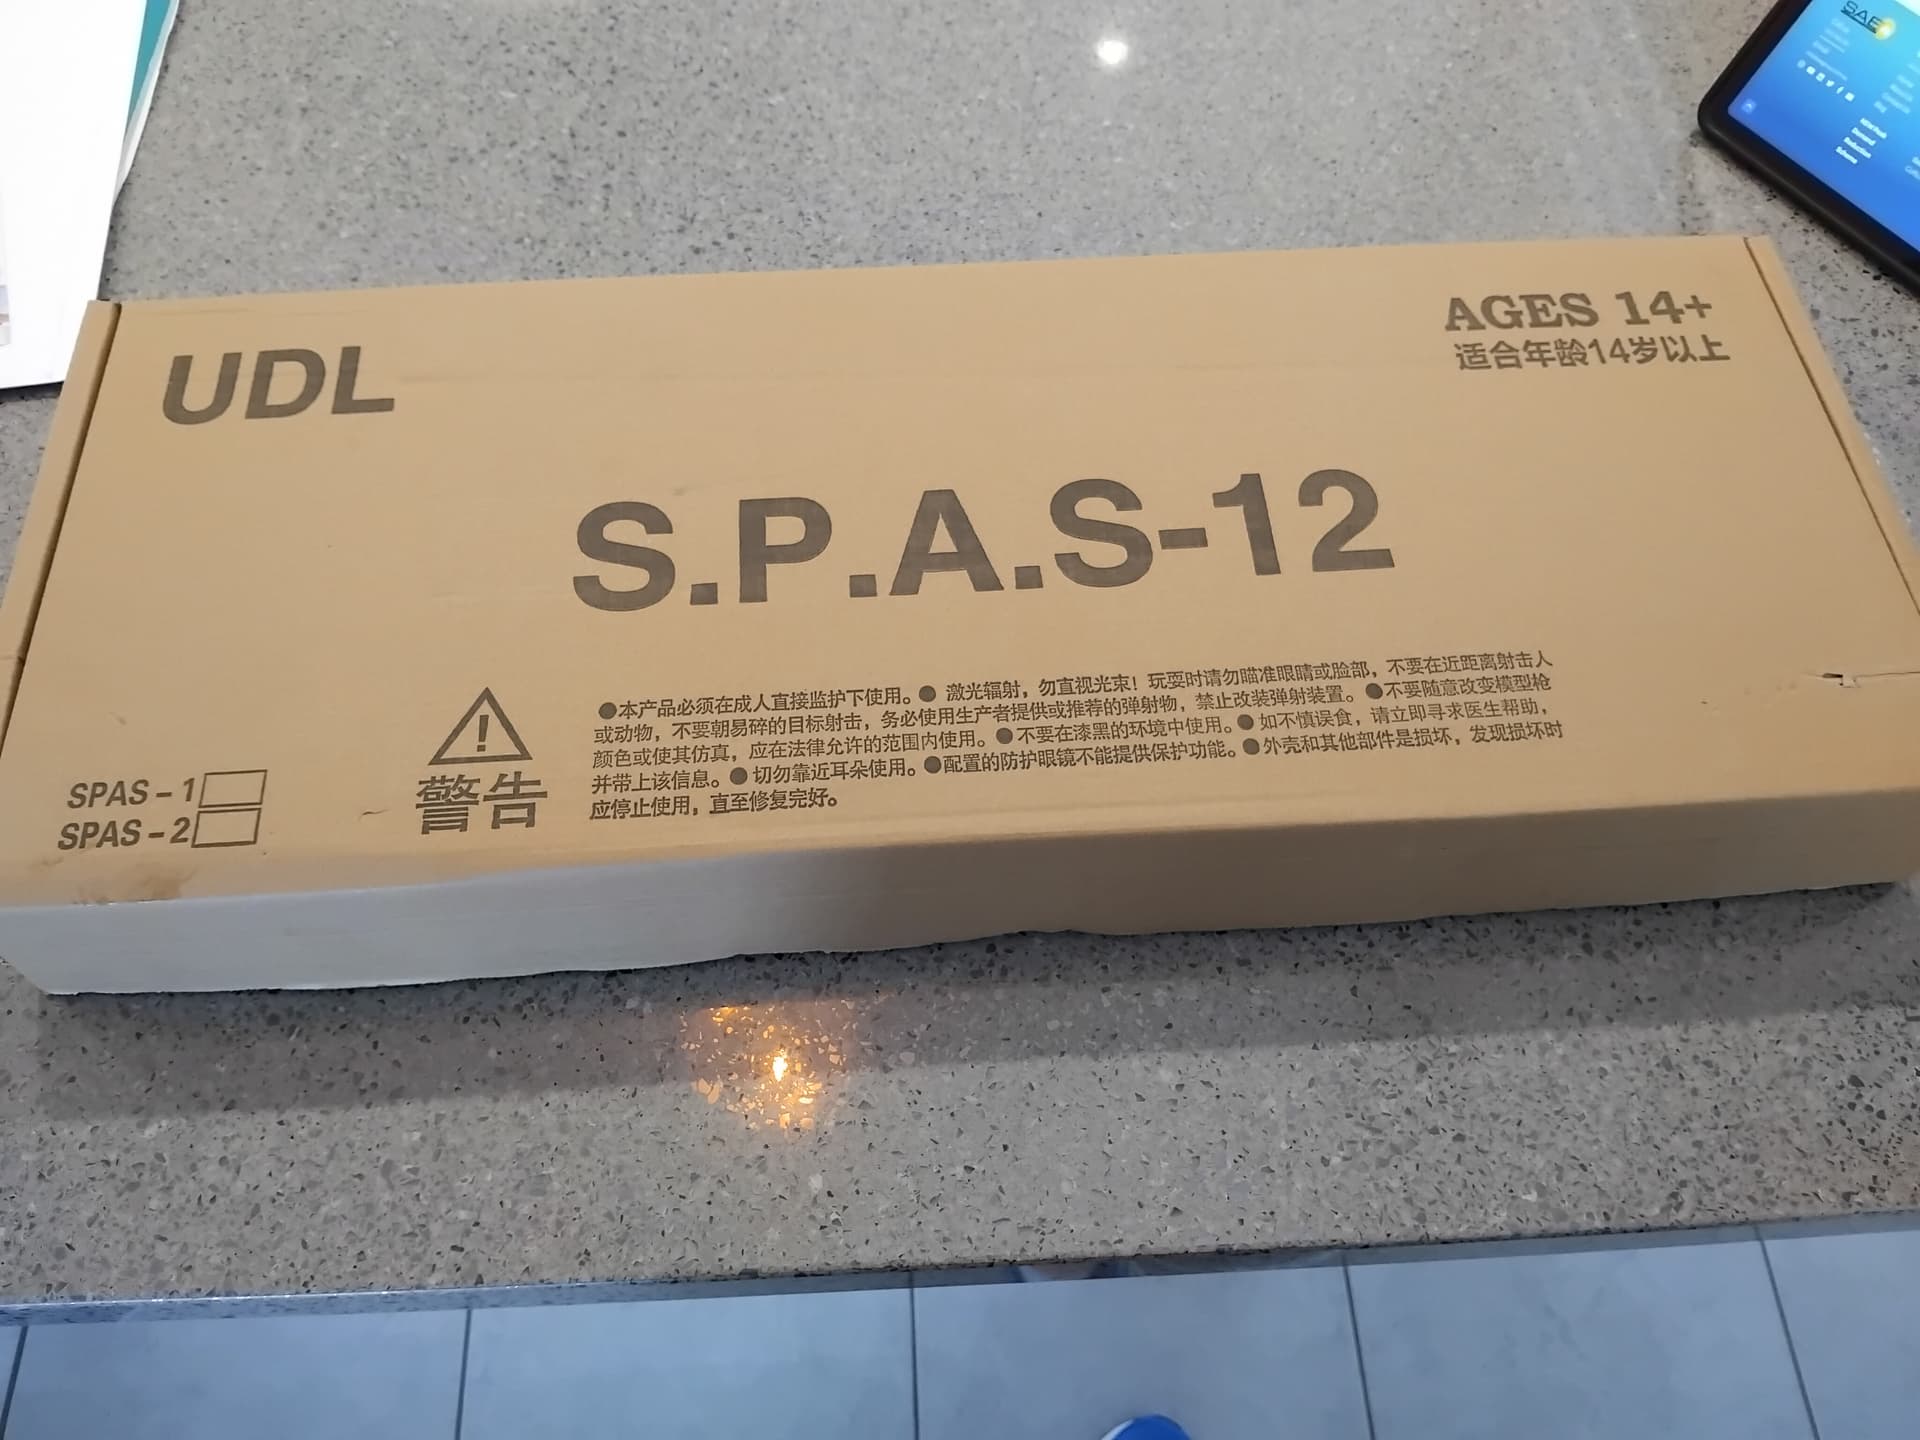 UDL
AGES 14+
适合年龄14岁以上
S.P.A.S-12
SPAS-1
SPAS-2
警告
●本产品必须在成人直接监护下使用。● 激光辐射，勿直视光束！玩耍时请勿瞄准眼睛或脸部，不要在近距离射击人
或动物，不要朝易碎的目标射击，务必使用生产者提供或推荐的弹射物，禁止改装弹射装置。●不要随意改变模型枪
颜色或使其仿真，应在法律允许的范围内使用。●不要在漆黑的环境中使用。● 如不慎误食，请立即寻求医生帮助，
并带上该信息。● 切勿靠近耳朵使用。●配置的防护眼镜不能提供保护功能。●外壳和其他部件是损坏，发现损坏时
应停止使用，直至修复完好。
SAE